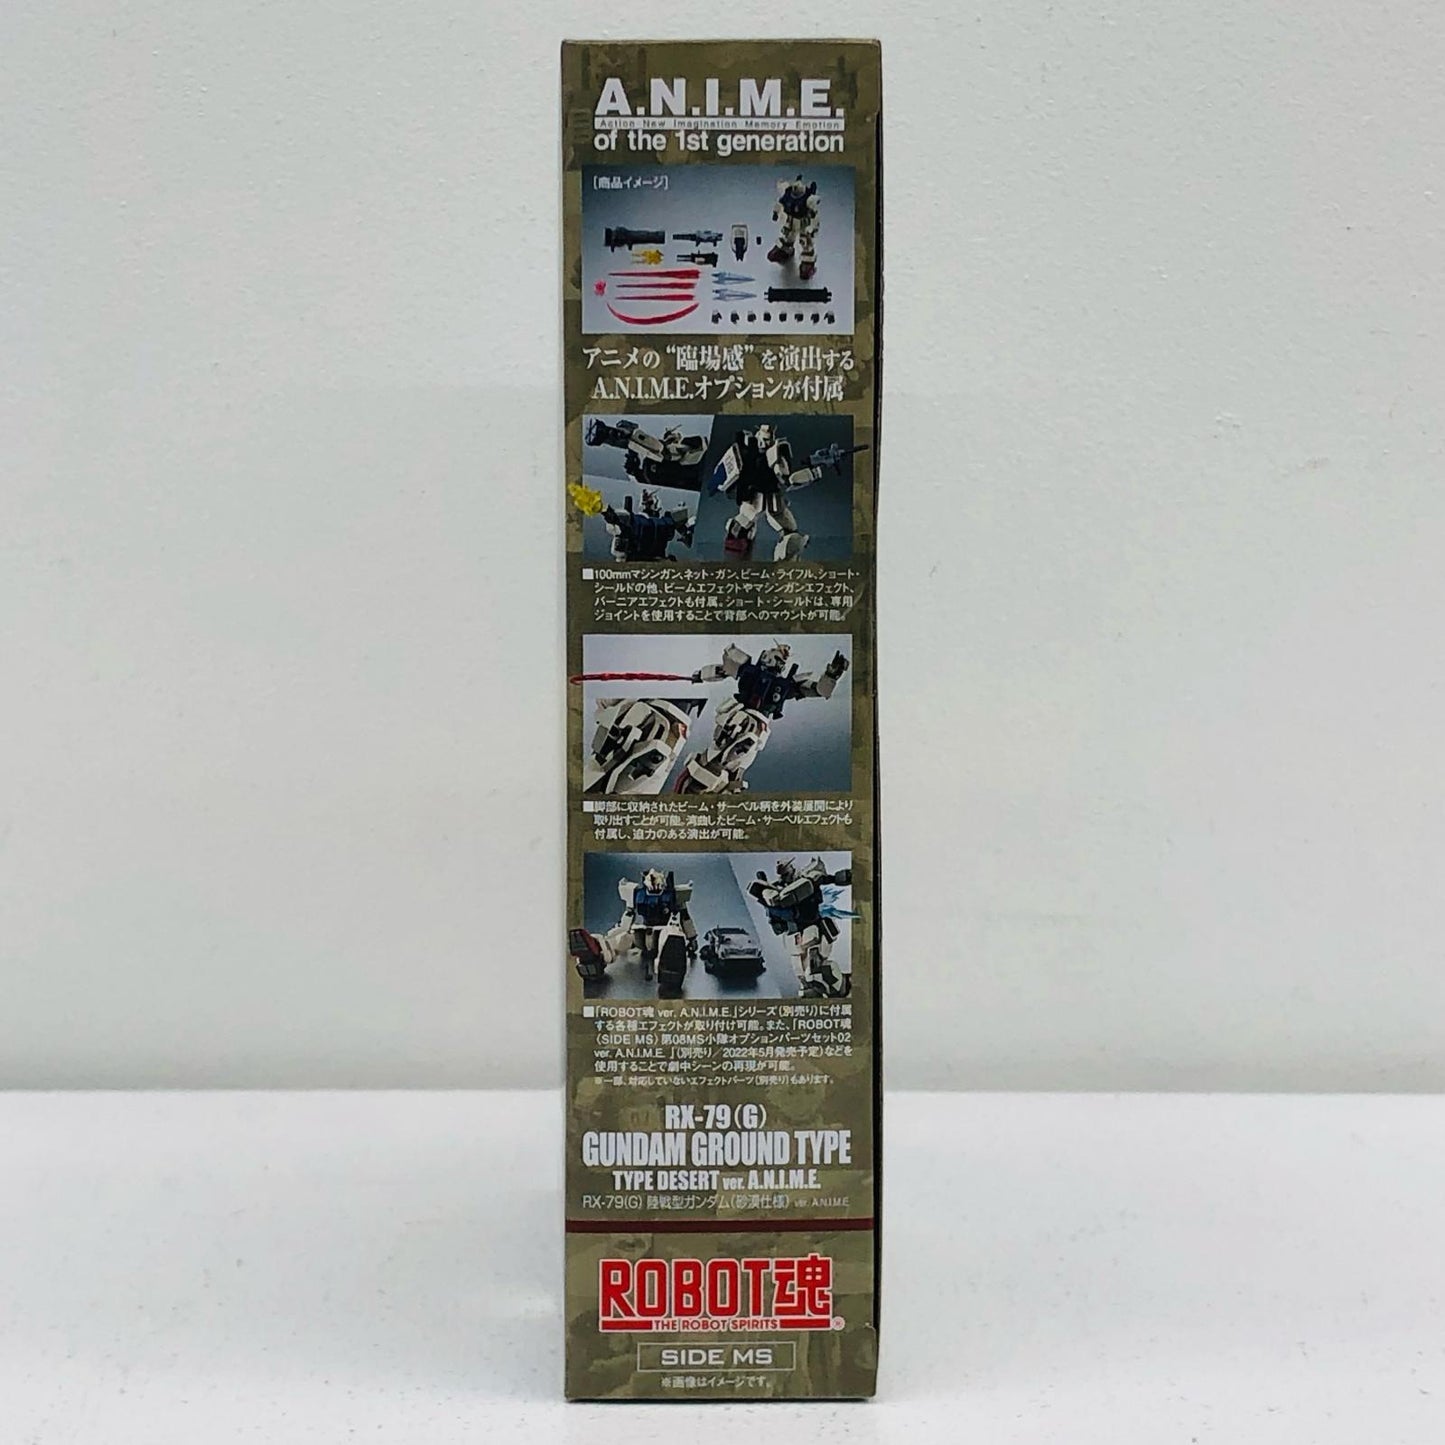 A.N.I.M.E.
Action New Imagination Memory Emotion
of the 1st generation
[商品イメージ]
アニメの“臨場感”を演出する
A.N.I.M.E.オプションが付属
■100mmマシンガン、ネット・ガン、ビーム・ライフル、ショート・
シールドの他、ビームエフェクトやマシンガンエフェクト、
バーニアエフェクトも付属。ショート・シールドは、専用
ジョイントを使用することで背部へのマウントが可能。
■脚部に収納されたビーム・サーベル柄を外装展開により
取り出すことが可能。湾曲したビーム・サーベルエフェクトも
付属し、迫力のある演出が可能。
■「ROBOT魂 ver. A.N.I.M.E.」シリーズ(別売り)に付属
する各種エフェクトが取り付け可能。また、「ROBOT魂
〈SIDE MS〉 第08MS小隊オプションパーツセット02
ver. A.N.I.M.E. 」(別売り／2022年5月発売予定)などを
使用することで劇中シーンの再現が可能。
※一部、対応していないエフェクトパーツ(別売り)もあります。
RX-79(G)
GUNDAM GROUND TYPE
TYPE DESERT ver. A.N.I.M.E.
RX-79(G) 陸戦型ガンダム(砂漠仕様) ver. A.N.I.M.E.
ROBOT魂
THE ROBOT SPIRITS ®
SIDE MS
※画像はイメージです。